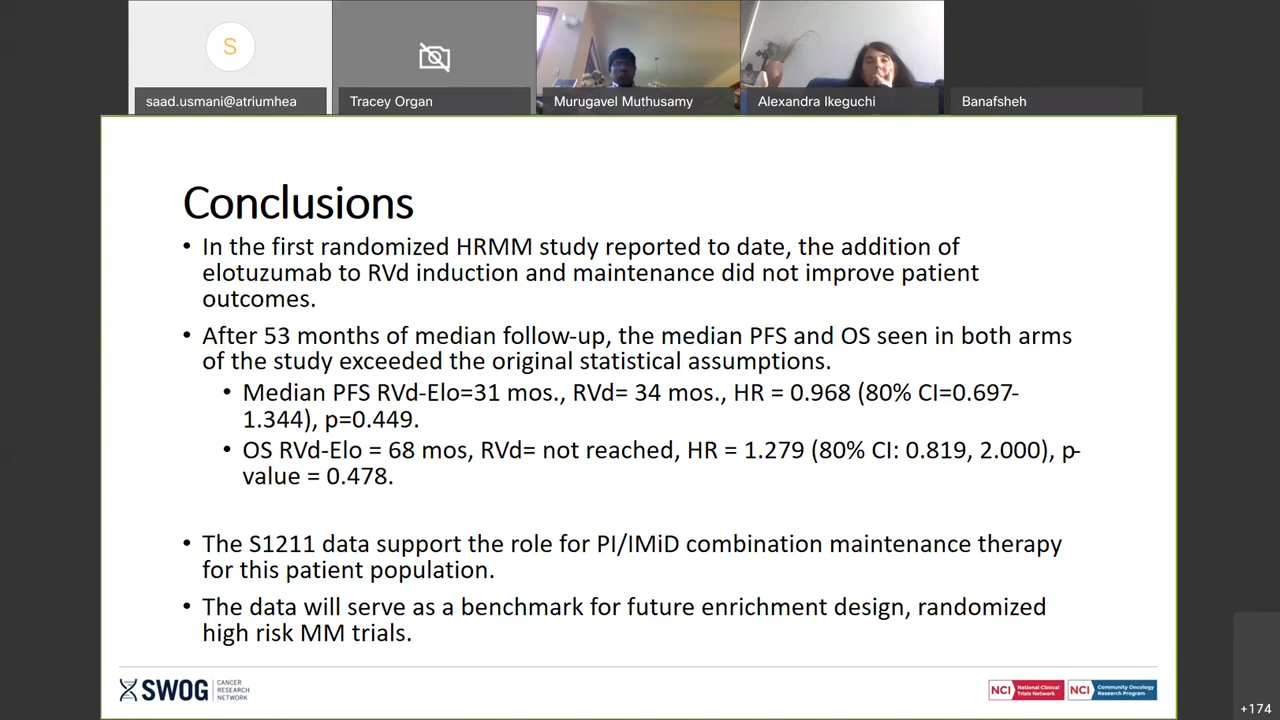 S
saad.usmani@atriumhea
Tracey Organ
Murugavel Muthusamy
Alexandra Ikeguchi
Banafsheh
Conclusions
• In the first randomized HRMM study reported to date, the addition of
elotuzumab to RVd induction and maintenance did not improve patient
outcomes.
• After 53 months of median follow-up, the median PFS and OS seen in both arms
of the study exceeded the original statistical assumptions.
• Median PFS RVd-Elo=31 mos., RVd= 34 mos., HR = 0.968 (80% CI=0.697-
1.344), p=0.449.
• OS RVd-Elo = 68 mos, RVd= not reached, HR = 1.279 (80% CI: 0.819, 2.000), p-
value = 0.478.
• The S1211 data support the role for PI/IMiD combination maintenance therapy
for this patient population.
• The data will serve as a benchmark for future enrichment design, randomized
high risk MM trials.
SWOG
CANCER
RESEARCH
NETWORK
NCI
National Clinical
Trials Network
NCI
Community Oncology
Research Program
+174